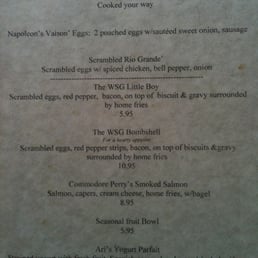 Cooked your way
Napoleon's Vaison' Eggs: 2 poached eggs w/sautéed sweet onion, sausage
Scrambled Rio Grande'
Scrambled eggs w/ spiced chicken, bell pepper, onion
The WSG Little Boy
Scrambled eggs, red pepper, bacon, on top of biscuit & gravy surrounded
by home fries
5.95
The WSG Bombshell
For a hearty appetite
Scrambled eggs, red pepper strips, bacon, on top of biscuits &gravy
surrounded by home fries
10.95
Commodore Perry's Smoked Salmon
Salmon, capers, cream cheese, home fries, w/bagel
8.95
Seasonal Fruit Bowl
5.95
Ari's Yogurt Parfait